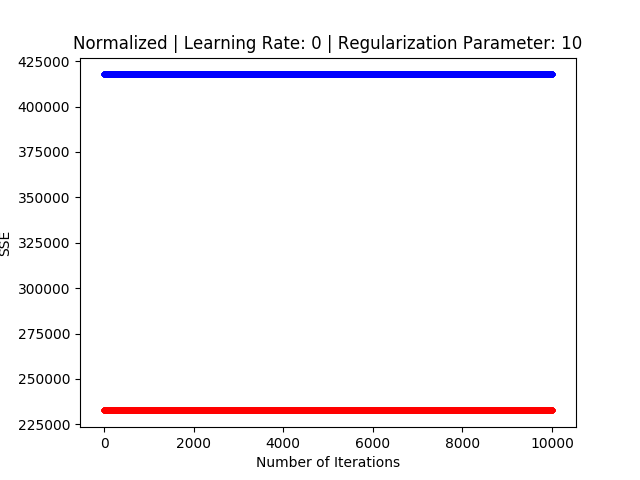 Normalized | Learning Rate: 0 | Regularization Parameter: 10
425000
400000
375000
350000
325000
300000
275000
250000
225000
SSE
0 2000 4000 6000 8000 10000
Number of Iterations